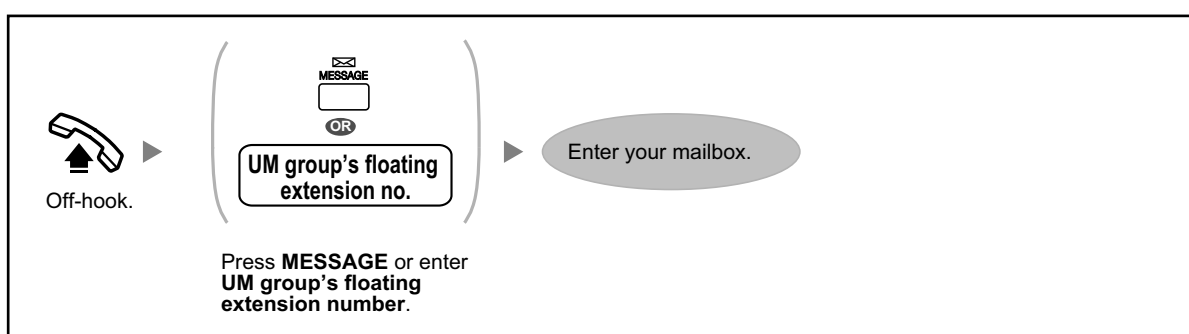 MESSAGE
OR
UM group's floating
extension no.
Enter your mailbox.
Off-hook.
Press MESSAGE or enter
UM group's floating
extension number.